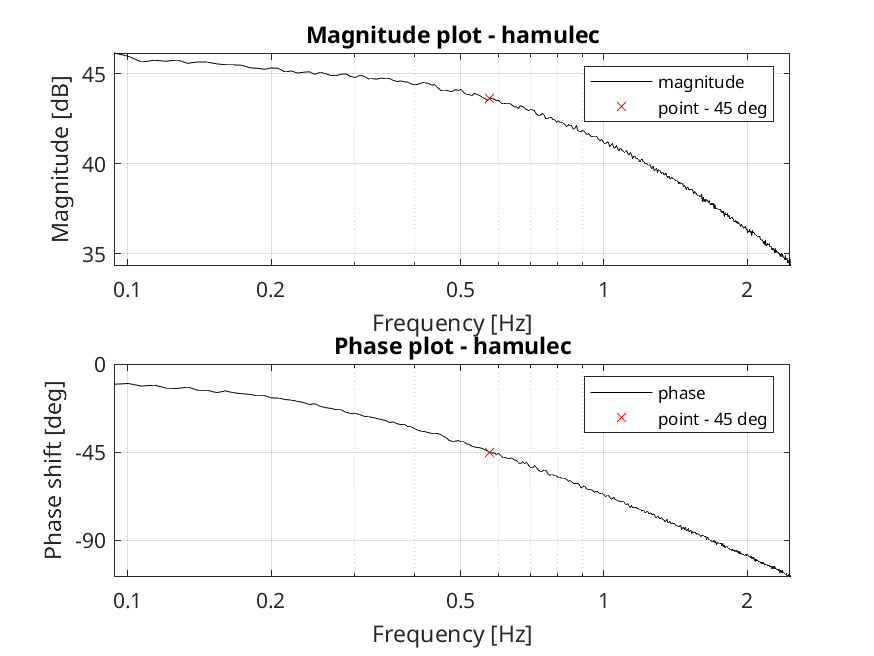 Magnitude plot - hamulec
Magnitude [dB]
45
40
35
magnitude
point - 45 deg
0.1
0.2
0.5
1
2
Frequency [Hz]
Phase plot - hamulec
Phase shift [deg]
0
-45
-90
phase
point - 45 deg
0.1
0.2
0.5
1
2
Frequency [Hz]